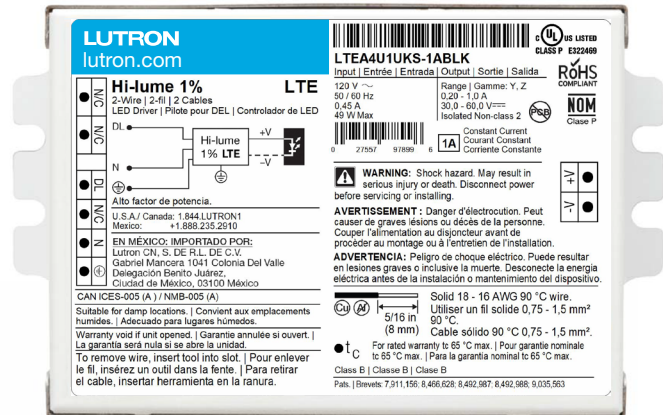 LUTRON
lutron.com
N/C
N/C
DL
N/C
N
Hi-lume 1% LTE
2-Wire | 2-fil | 2 Cables
LED Driver | Pilote pour DEL | Controlador de LED
DL
N
Hi-lume
1% LTE
+V
–V
Alto factor de potencia.
U.S.A./ Canada: 1.844.LUTRON1
Mexico: +1.888.235.2910
EN MÉXICO: IMPORTADO POR:
Lutron CN, S. DE R.L. DE C.V.
Gabriel Mancera 1041 Colonia Del Valle
Delegación Benito Juárez,
Ciudad de México, 03100 México
CAN ICES-005 (A ) / NMB-005 (A)
Suitable for damp locations. | Convient aux emplacements
humides. | Adecuado para lugares húmedos.
Warranty void if unit opened. | Garantie annulée si ouvert. |
La garantía será nula si se abre la unidad.
To remove wire, insert tool into slot. | Pour enlever
le fil, insérez un outil dans la fente. | Para retirar
el cable, insertar herramienta en la ranura.
LTEA4U1UKS-1ABLK
Input | Entrée | Entrada
120 V ~
50 / 60 Hz
0,45 A
49 W Max
Output | Sortie | Salida
Range | Gamme: Y, Z
0,20 - 1,0 A
30,0 - 60,0 V
Isolated Non-class 2
PCB
0 27557 97899 6
1A
Constant Current
Courant Constant
Corriente Constante
C UL US LISTED
CLASS P E322469
RoHS
COMPLIANT
NOM
Clase P
WARNING: Shock hazard. May result in
serious injury or death. Disconnect power
before servicing or installing.
AVERTISSEMENT : Danger d'électrocution. Peut
causer de graves lésions ou décès de la personne.
Couper l'alimentation au disjoncteur avant de
procéder au montage ou à l'entretien de l'installation.
ADVERTENCIA: Peligro de choque eléctrico. Puede resultar
en lesiones graves o inclusive la muerte. Desconecte la energía
eléctrica antes de la instalación o mantenimiento del dispositivo.
+V
-V
Cu
Al
5/16 in
(8 mm)
Solid 18 - 16 AWG 90 °C wire.
Utiliser un fil solide 0,75 - 1,5 mm²
90 °C.
Cable sólido 90 °C 0,75 - 1,5 mm².
tc
For rated warranty tc 65 °C max. | Pour garantie nominale
tc 65 °C max. | Para la garantía nominal tc 65 °C max.
Class B | Classe B | Clase B
Pats. | Brevets: 7,911,156; 8,466,628; 8,492,987; 8,492,988; 9,035,563